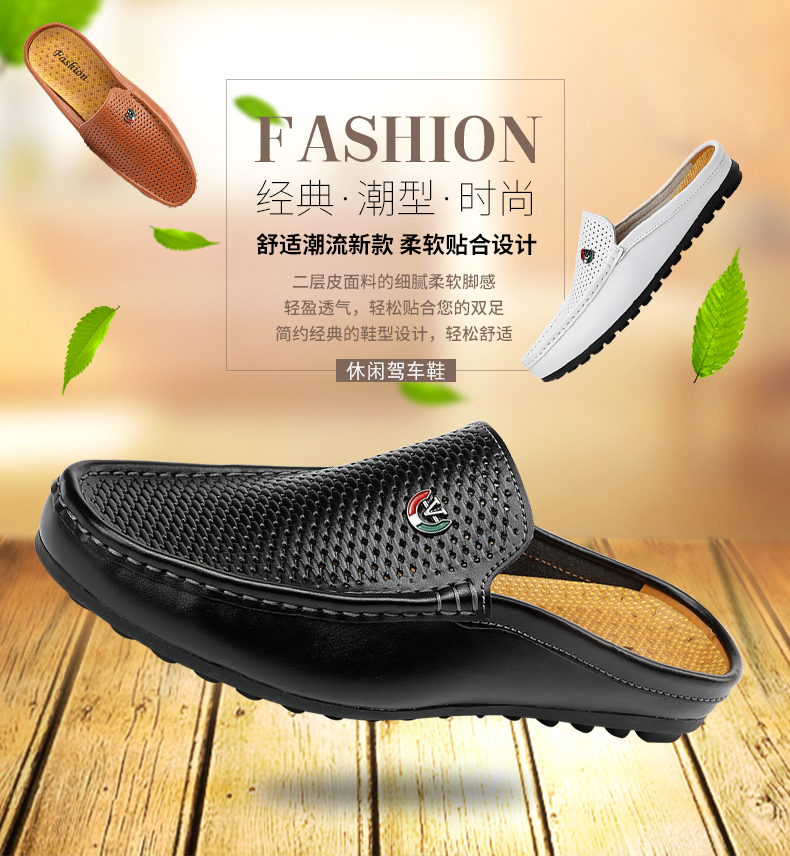 Fashion
FASHION
经典·潮型·时尚
舒适潮流新款 柔软贴合设计
二层皮面料的细腻柔软脚感
轻盈透气，轻松贴合您的双足
简约经典的鞋型设计，轻松舒适
休闲驾车鞋